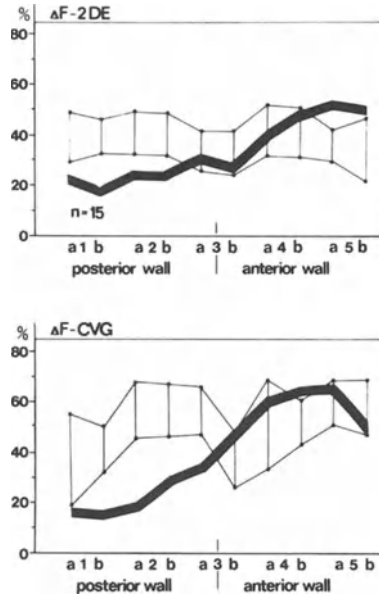 % ΔF-2DE
80
60
40
20
n=15
0
a 1 b a 2 b a 3 b a 4 b a 5 b
posterior wall anterior wall
% ΔF-CVG
80
60
40
20
0
a 1 b a 2 b a 3 b a 4 b a 5 b
posterior wall anterior wall